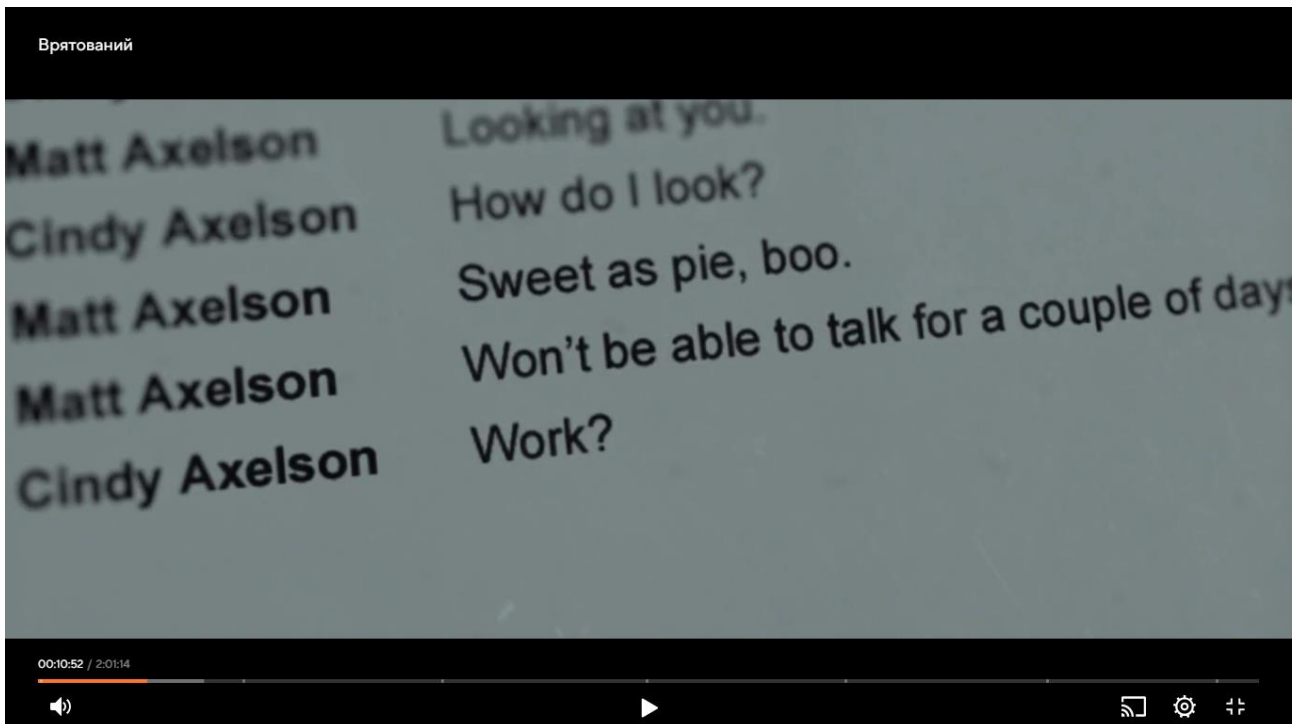 Врятований
Matt Axelson Looking at you.
Cindy Axelson How do I look?
Matt Axelson Sweet as pie, boo.
Matt Axelson Won't be able to talk for a couple of days
Cindy Axelson Work?
00:10:52 / 2:01:14